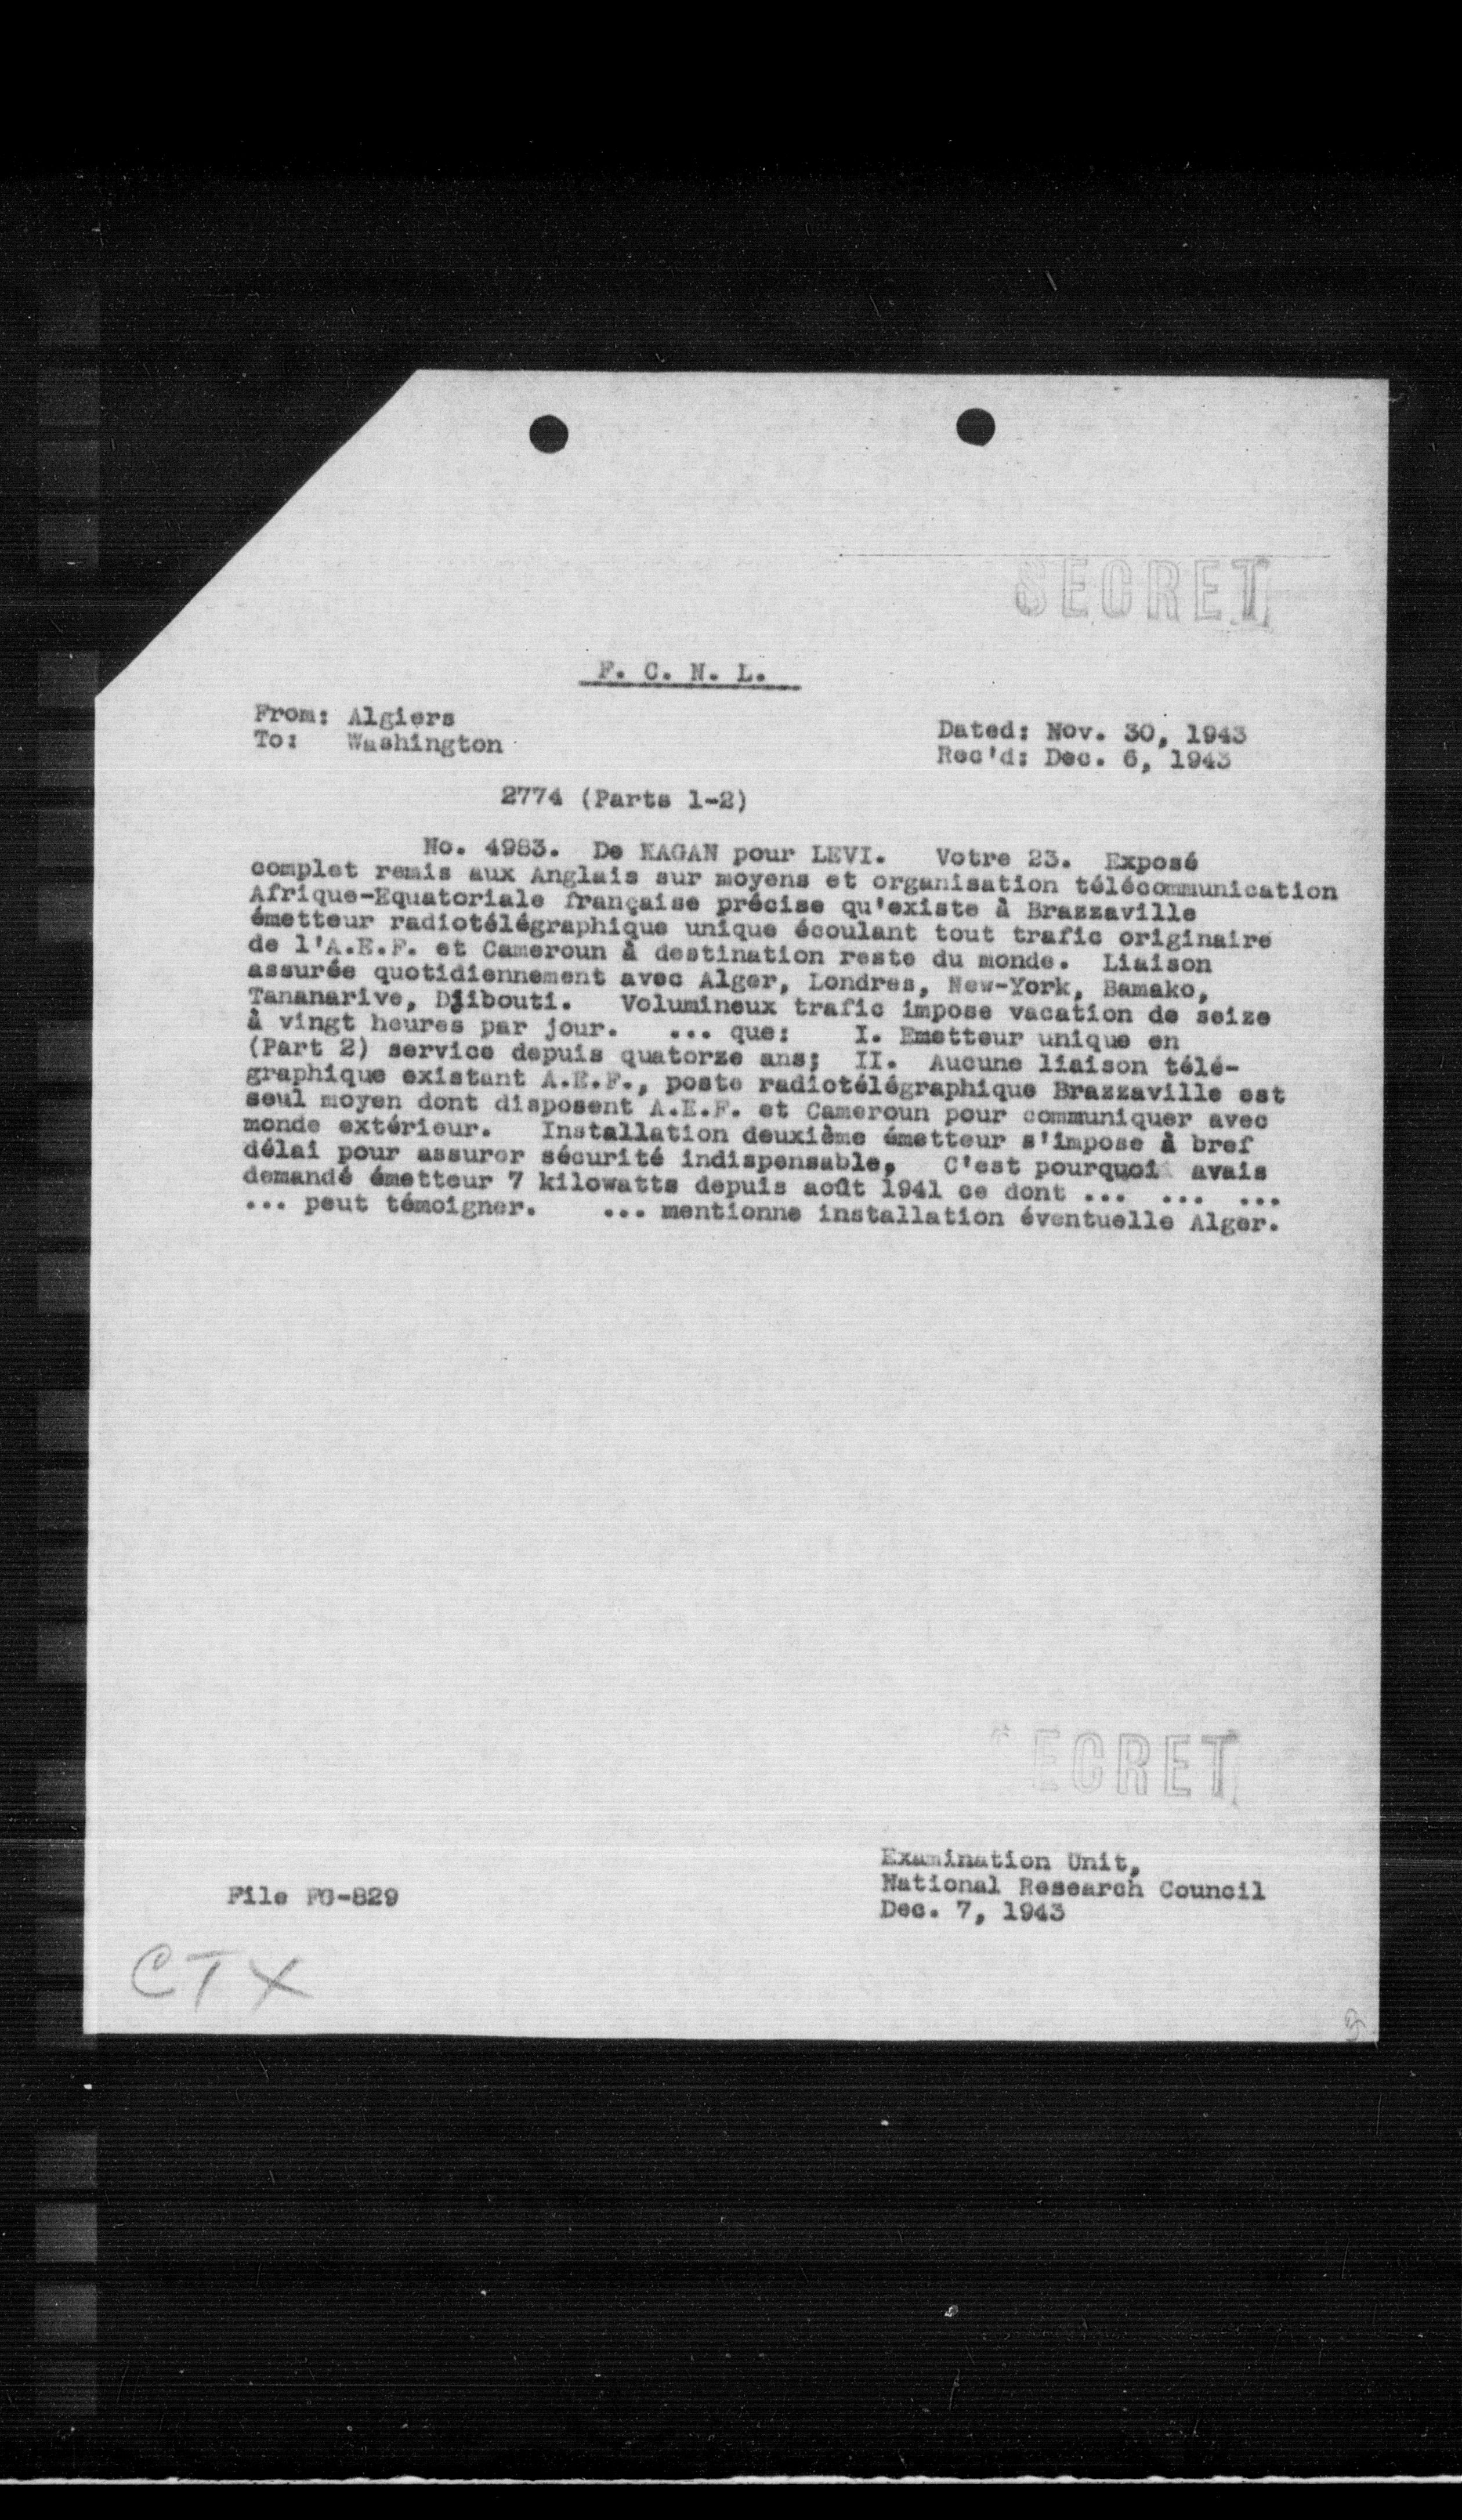 SECRET
F. C. N. L.
From: Algiers
To: Washington
Dated: Nov. 30, 1943
Rec'd: Dec. 6, 1943
2774 (Parts 1-2)
No. 4983. De KAGAN pour LEVI. Votre 23. Exposé
complet remis aux Anglais sur moyens et organisation télécommunication
Afrique-Equatoriale française précise qu'existe à Brazzaville
émetteur radiotélégraphique unique écoulant tout trafic originaire
de l'A.E.F. et Cameroun à destination reste du monde. Liaison
assurée quotidiennement avec Alger, Londres, New-York, Bamako,
Tananarive, Djibouti. Volumineux trafic impose vacation de seize
à vingt heures par jour. ... que: I. Emetteur unique en
(Part 2) service depuis quatorze ans; II. Aucune liaison télé-
graphique existant A.E.F., poste radiotélégraphique Brazzaville est
seul moyen dont disposent A.E.F. et Cameroun pour communiquer avec
monde extérieur. Installation deuxième émetteur s'impose à bref
délai pour assurer sécurité indispensable. C'est pourquoi avais
demandé émetteur 7 kilowatts depuis août 1941 ce dont ... ... ...
... peut témoigner. ... mentionne installation éventuelle Alger.
SECRET
Examination Unit,
National Research Council
Dec. 7, 1943
File FG-829
CTX